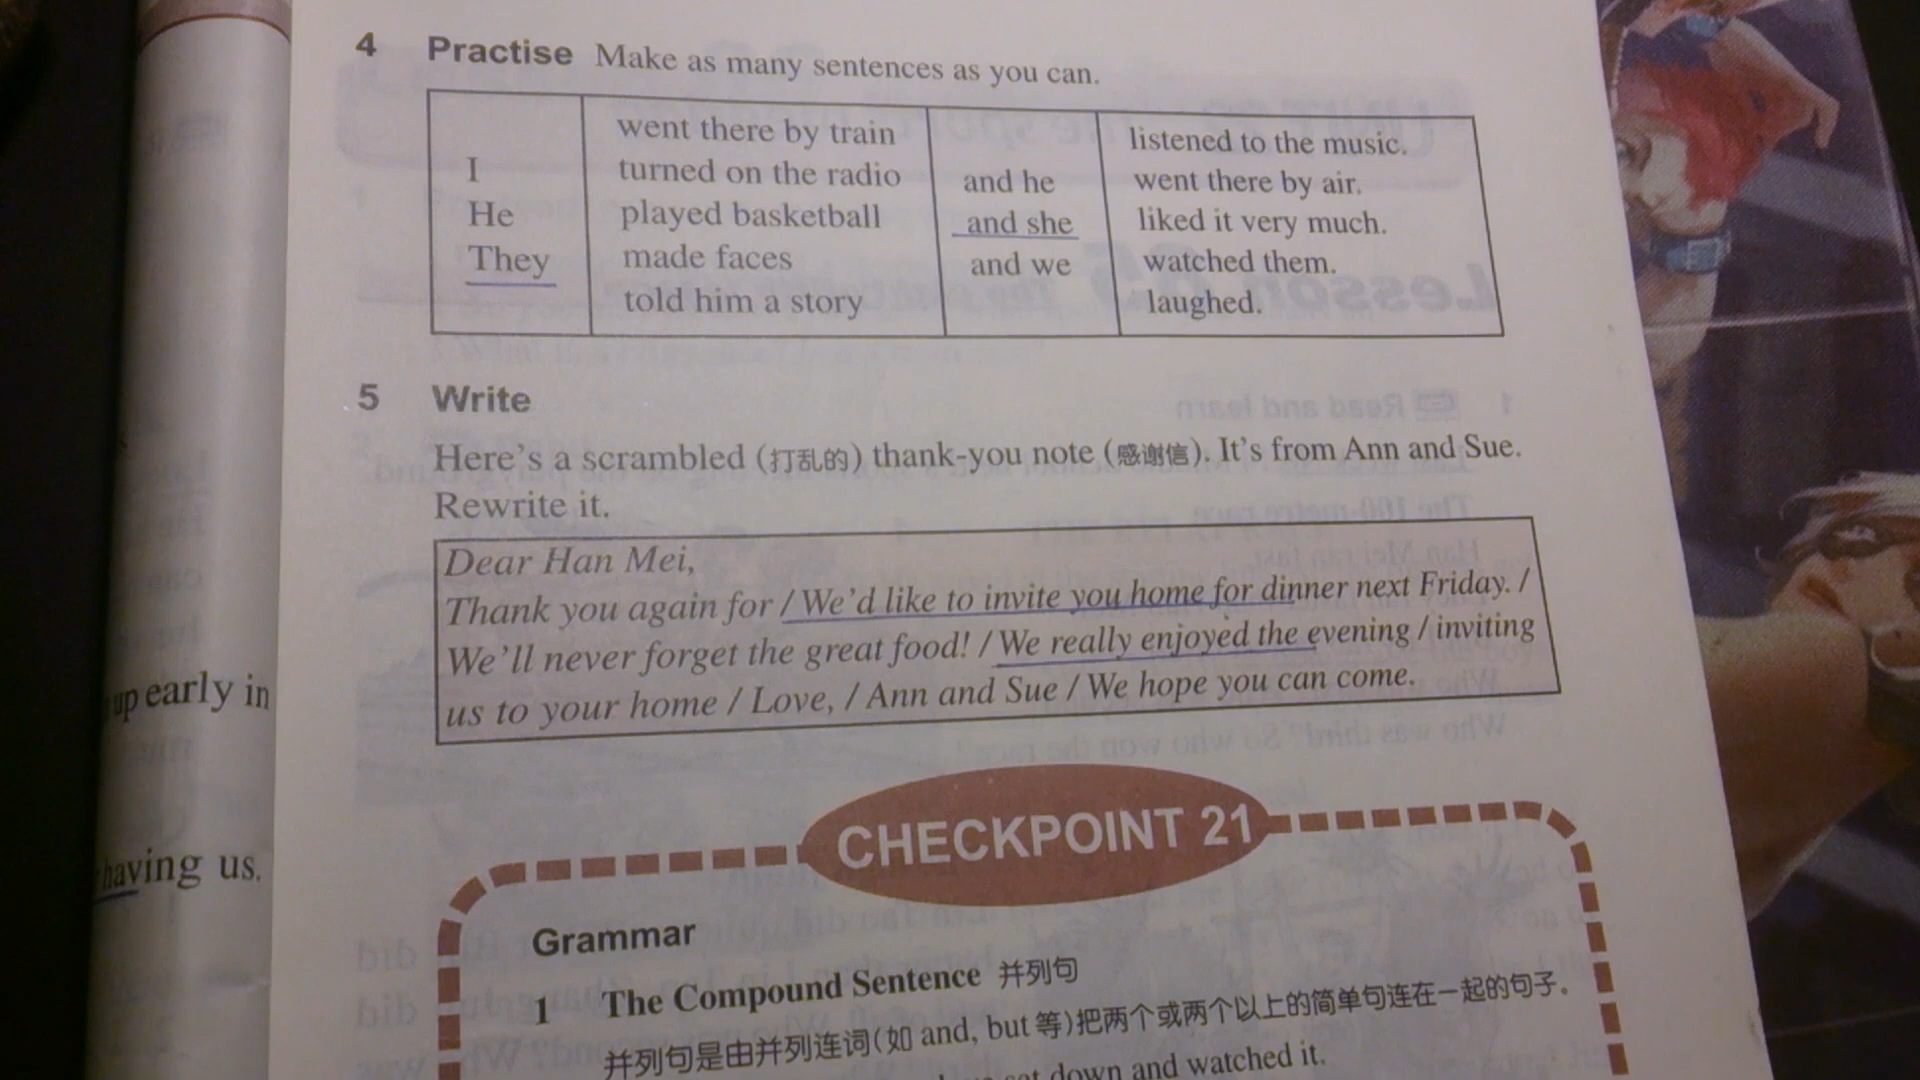 4 Practise Make as many sentences as you can.
went there by train
listened to the music.
I
turned on the radio
and he
went there by air.
He
played basketball
and she
liked it very much.
They
made faces
and we
watched them.
told him a story
laughed.
5 Write
Here's a scrambled (打乱的) thank-you note (感谢信). It's from Ann and Sue.
Rewrite it.
Dear Han Mei,
Thank you again for / We'd like to invite you home for dinner next Friday. /
We'll never forget the great food! / We really enjoyed the evening / inviting
us to your home / Love, / Ann and Sue / We hope you can come.
up early in
having us.
CHECKPOINT 21
Grammar
1 The Compound Sentence 并列句
并列句是由并列连词(如 and, but 等)把两个或两个以上的简单句连在一起的句子。
down and watched it.